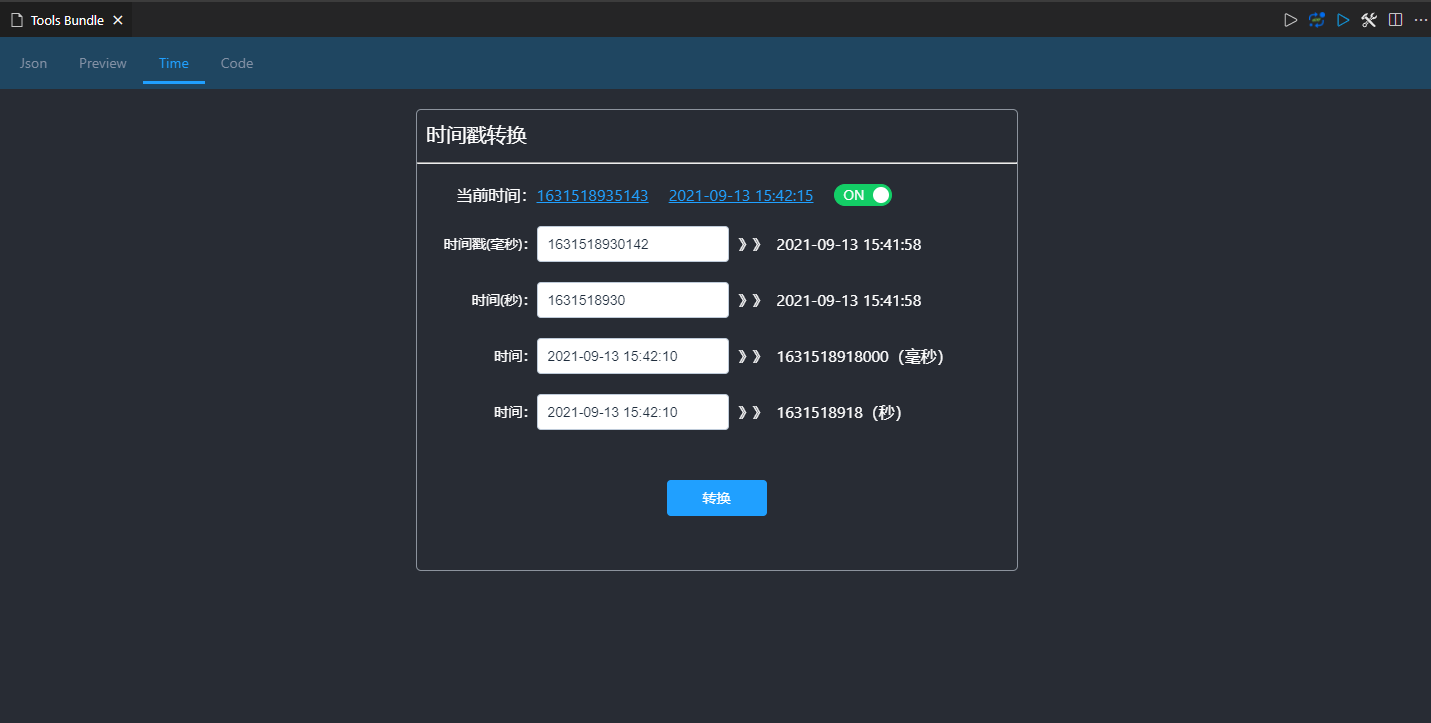 Tools Bundle
Json Preview Time Code
时间戳转换
当前时间： 1631518935143 2021-09-13 15:42:15 ON
时间戳(毫秒)： 1631518930142 》》 2021-09-13 15:41:58
时间(秒)： 1631518930 》》 2021-09-13 15:41:58
时间： 2021-09-13 15:42:10 》》 1631518918000（毫秒）
时间： 2021-09-13 15:42:10 》》 1631518918（秒）
转换